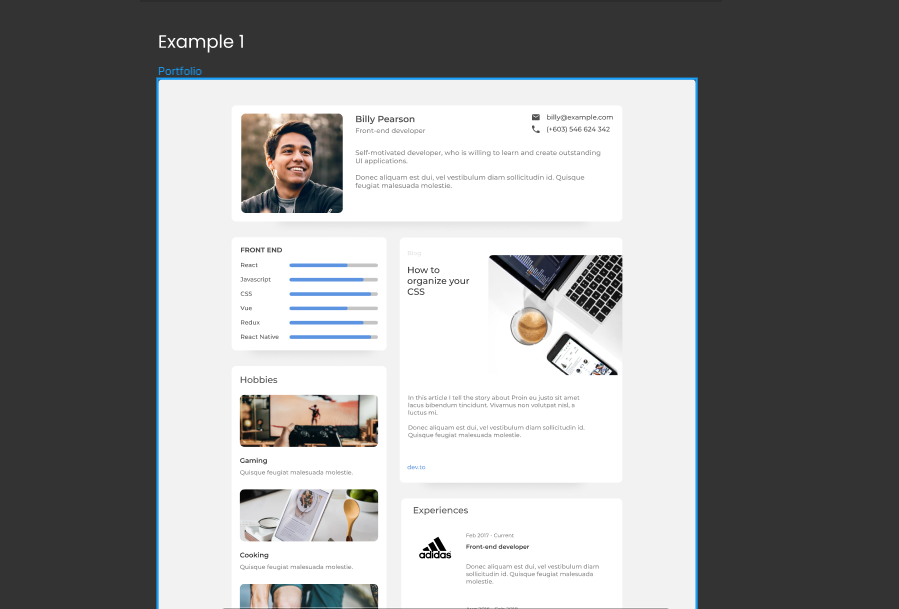 Example 1
Portfolio
Billy Pearson
Front-end developer
billy@example.com
(+603) 546 624 342
Self-motivated developer, who is willing to learn and create outstanding
UI applications.
Donec aliquam est dui, vel vestibulum diam sollicitudin id. Quisque
feugiat malesuada molestie.
FRONT END
React
Javascript
CSS
Vue
Redux
React Native
Hobbies
Gaming
Quisque feugiat malesuada molestie.
Cooking
Quisque feugiat malesuada molestie.
Blog
How to
organize your
CSS
In this article I tell the story about Proin eu justo sit amet
lacus bibendum tincidunt. Vivamus non volutpat nisl, a
luctus mi.
Donec aliquam est dui, vel vestibulum diam sollicitudin id.
Quisque feugiat malesuada molestie.
dev.to
Experiences
adidas
Feb 2017 - Current
Front-end developer
Donec aliquam est dui, vel vestibulum diam
sollicitudin id. Quisque feugiat malesuada
molestie.